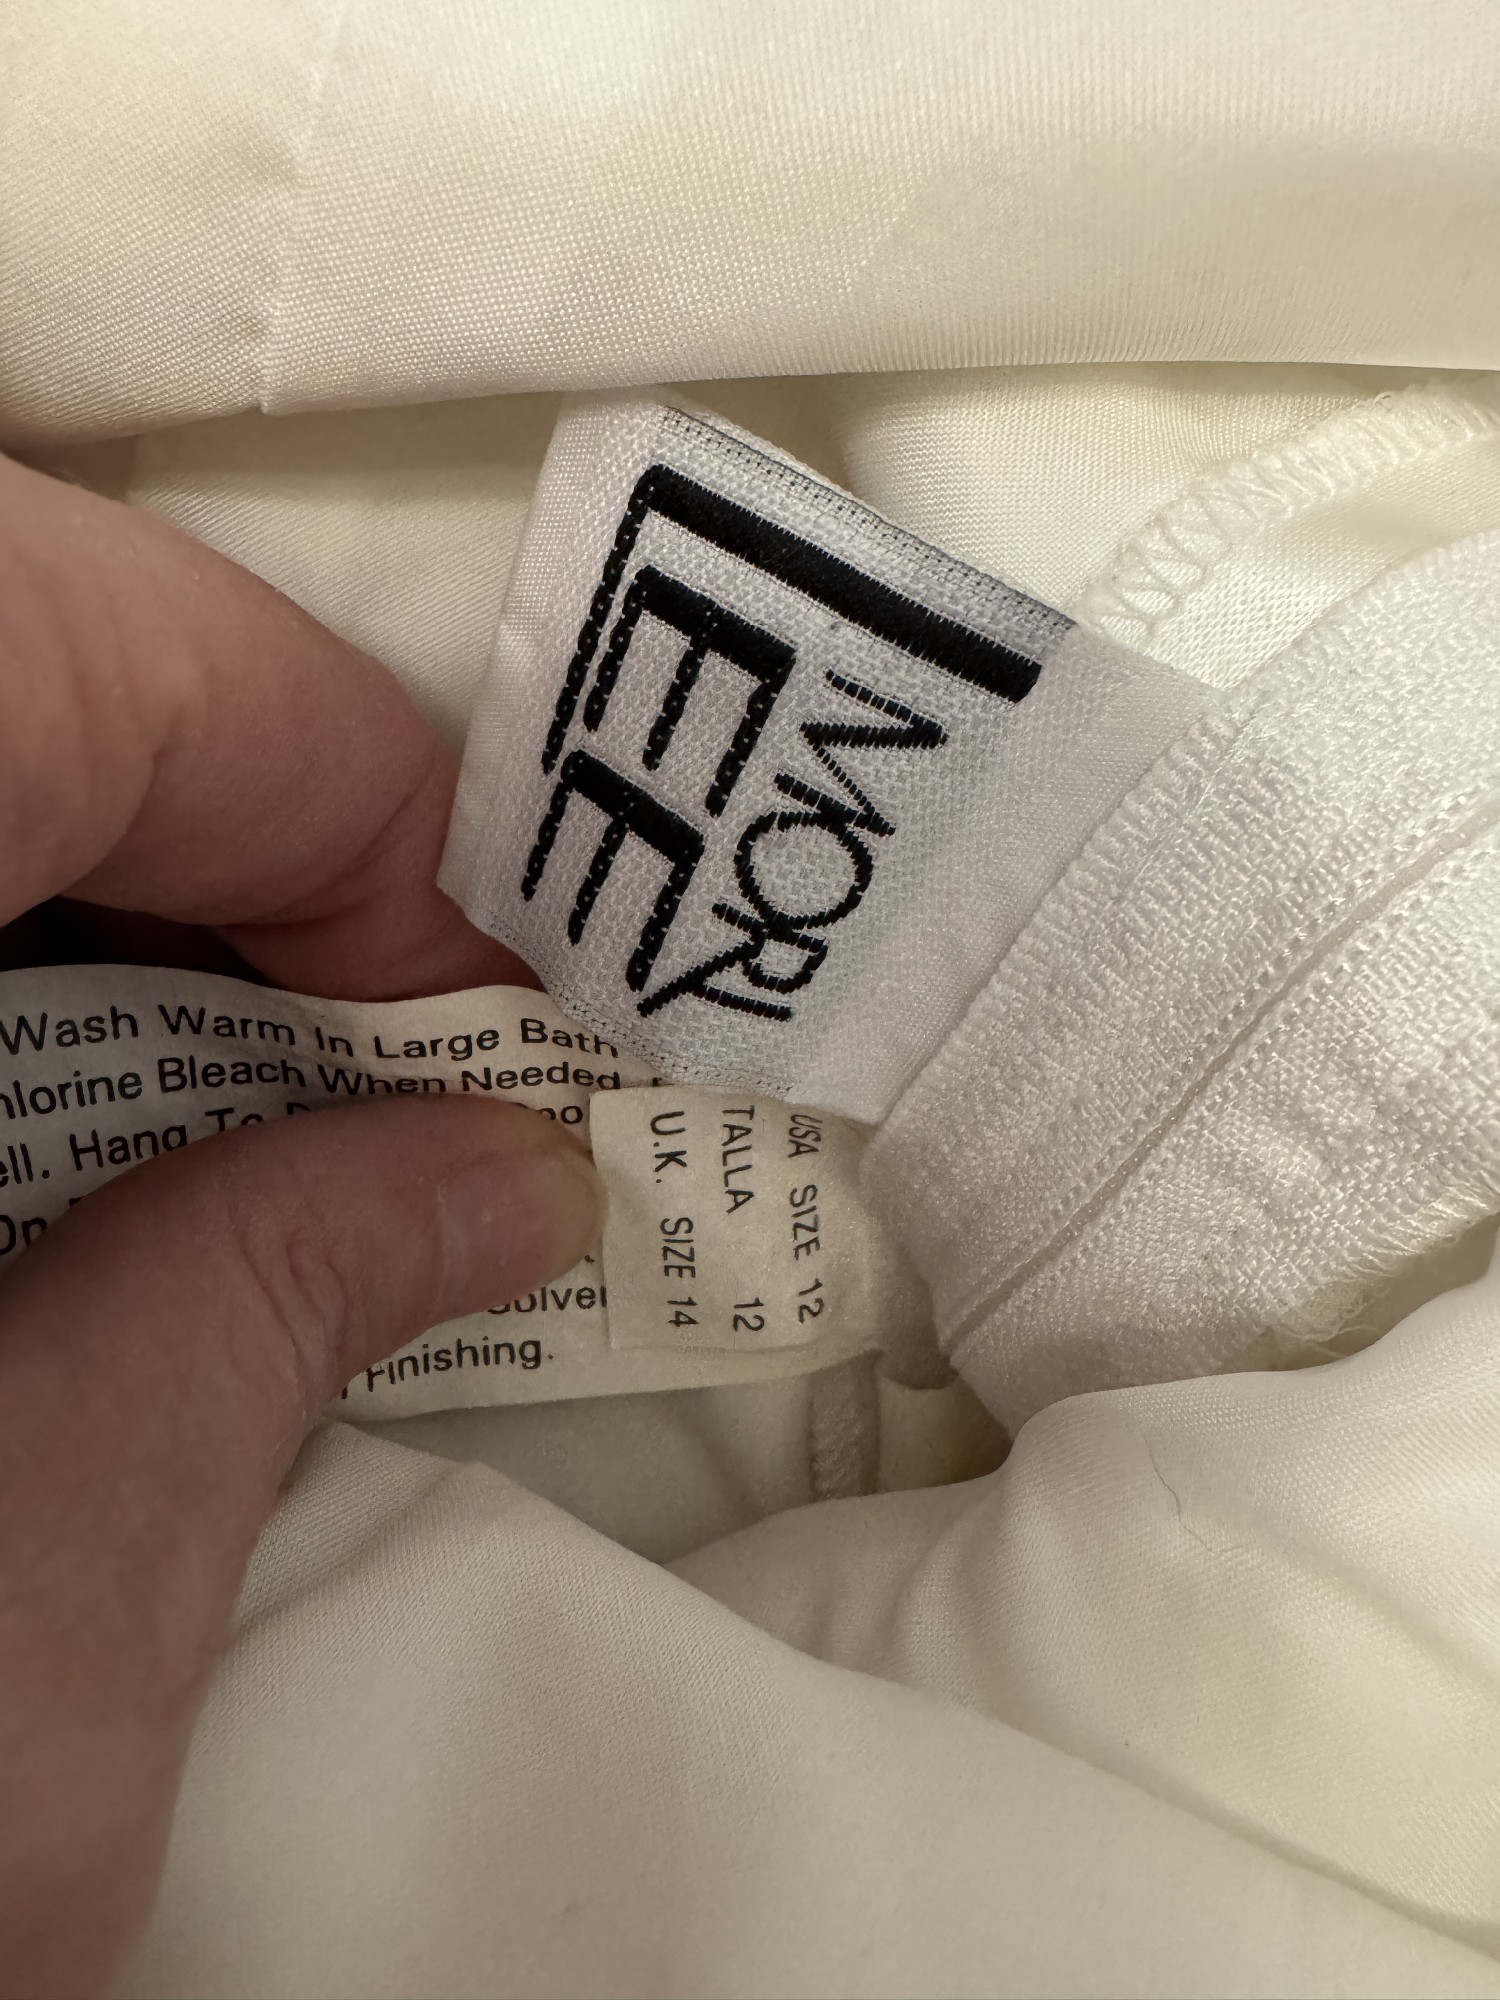 MORI
LEE
Wash Warm In Large Bath
hlorine Bleach When Needed
ell. Hang To
Finishing.
USA SIZE 12
TALLA 12
U.K. SIZE 14